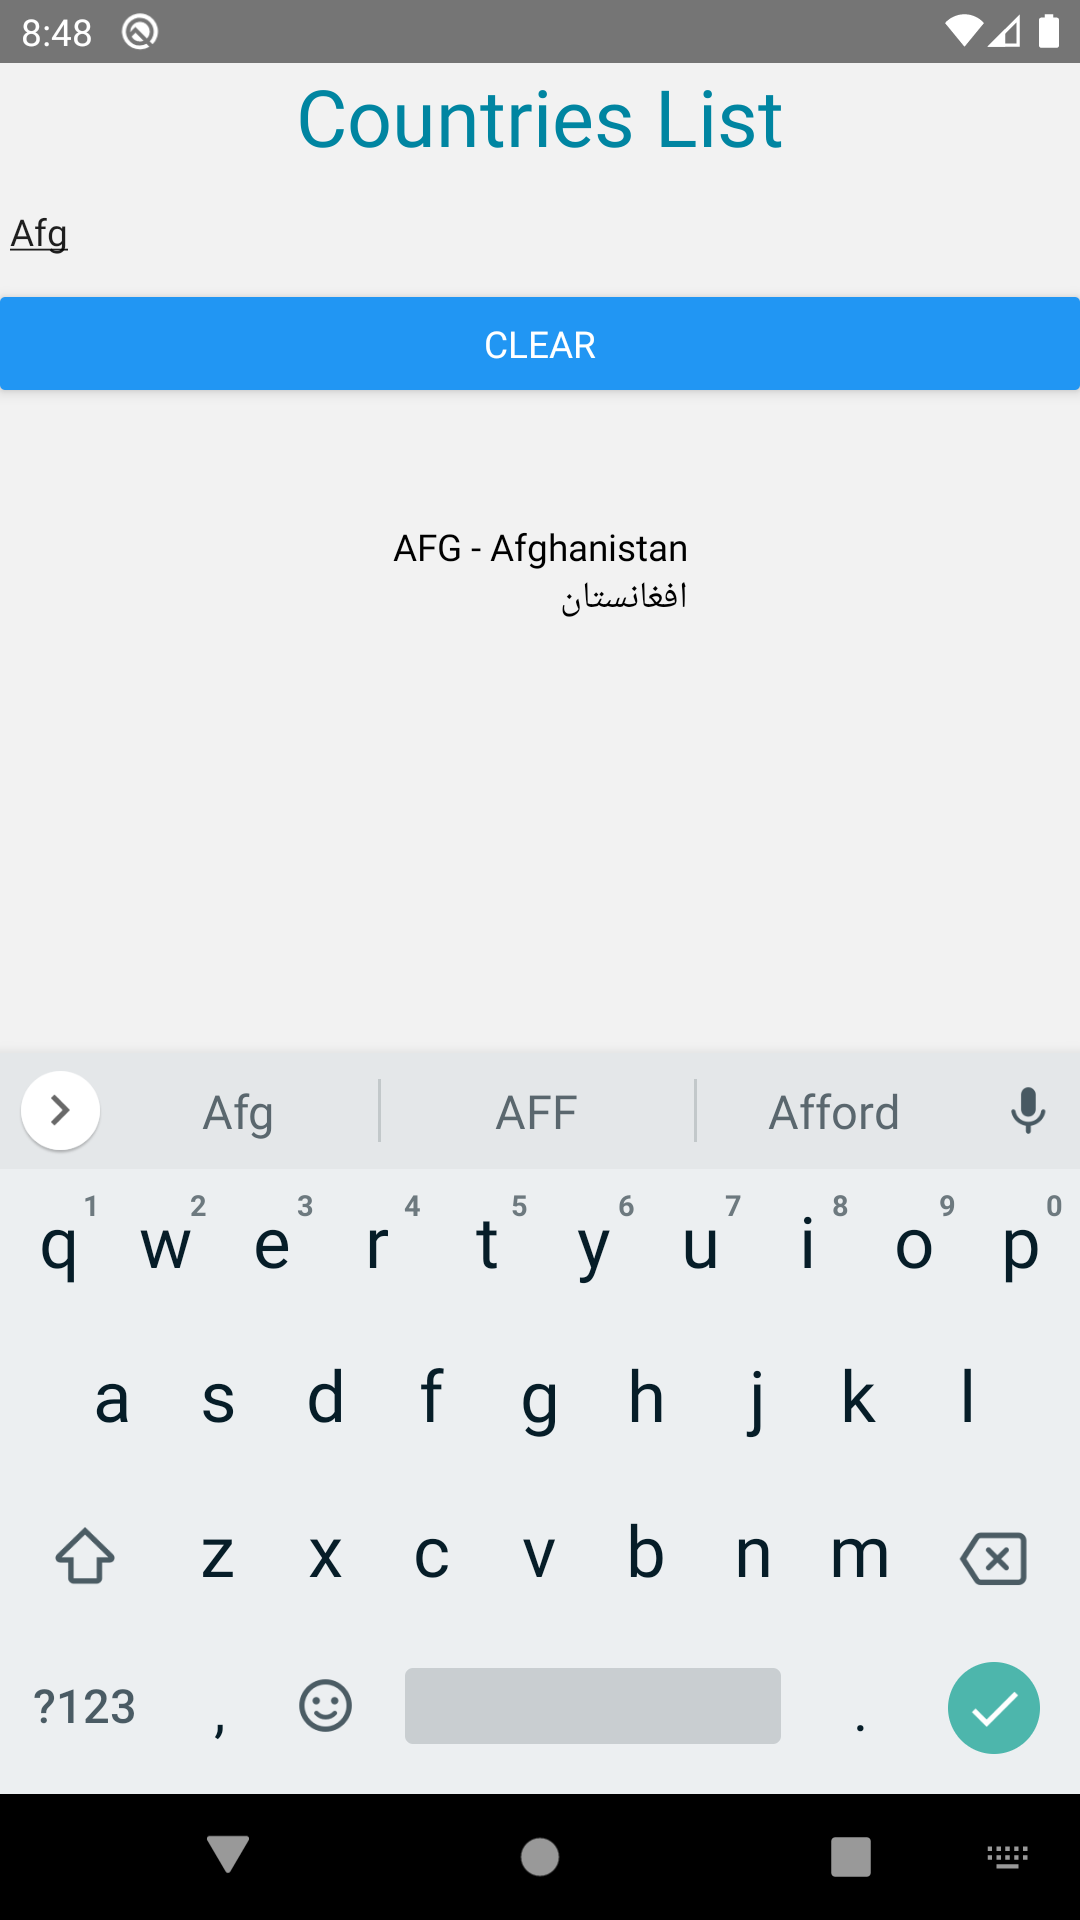 8:48
Countries List
Afg
CLEAR
AFG - Afghanistan
افغانستان
Afg AFF Afford
1 2 3 4 5 6 7 8 9 0
q w e r t y u i o p
a s d f g h j k l
z x c v b n m
?123 , .